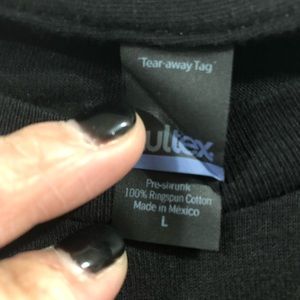 "Tear-away Tag"
ultex
Pre-shrunk
100% Ringspun Cotton
Made in Mexico
L